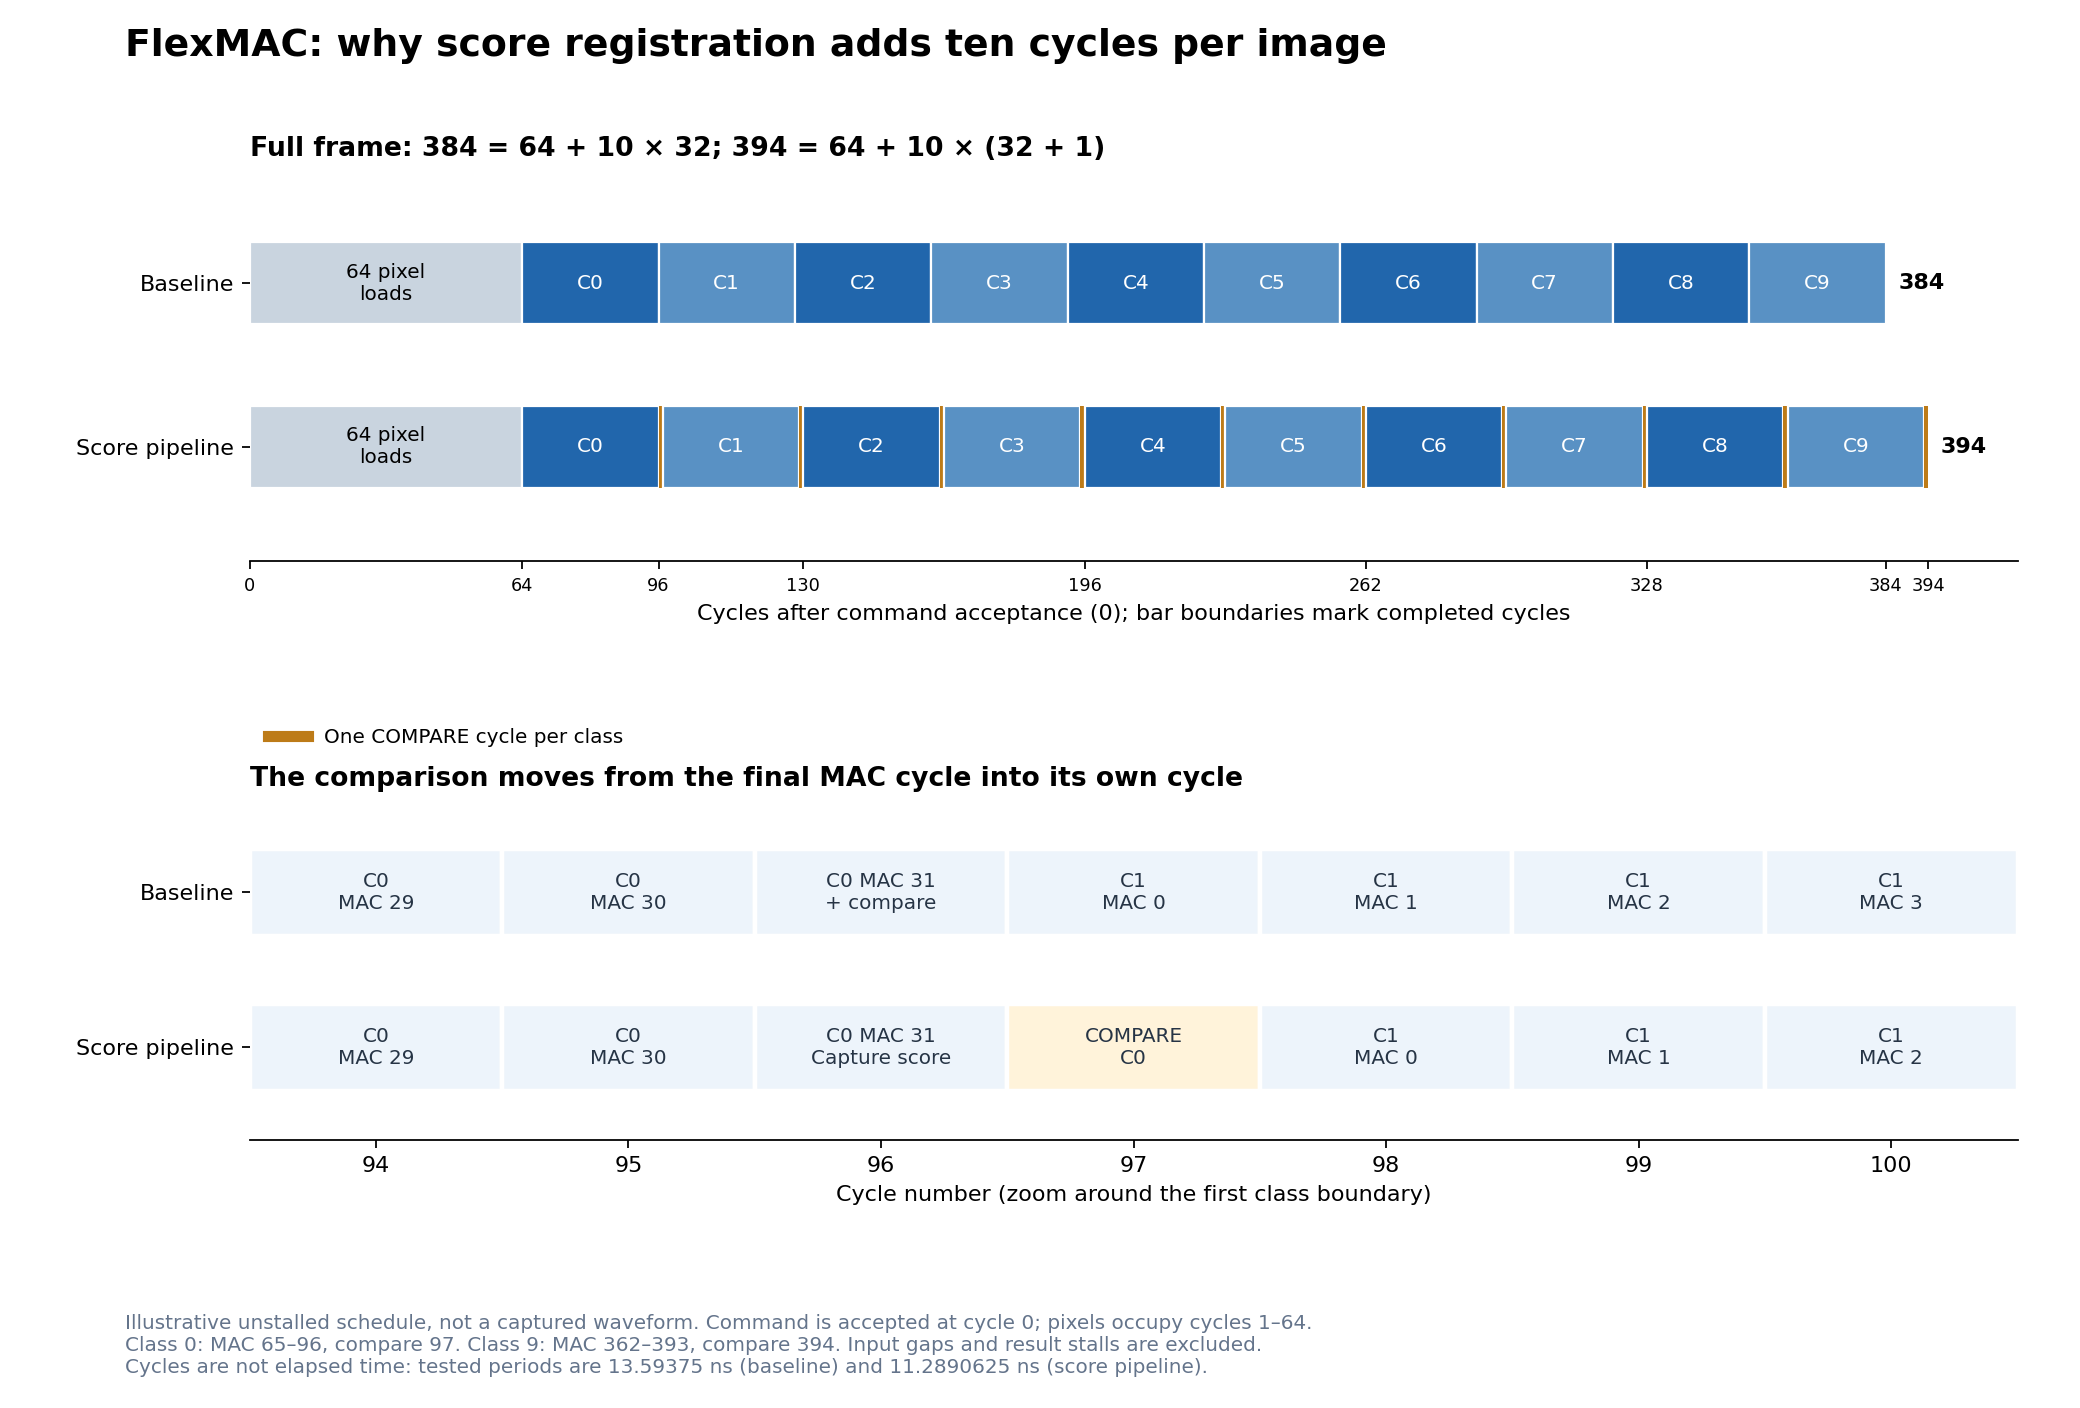 FlexMAC: why score registration adds ten cycles per image
Full frame: 384 = 64 + 10 × 32; 394 = 64 + 10 × (32 + 1)
Baseline
64 pixel
loads
C0
C1
C2
C3
C4
C5
C6
C7
C8
C9
384
Score pipeline
64 pixel
loads
C0
C1
C2
C3
C4
C5
C6
C7
C8
C9
394
0
64
96
130
196
262
328
384
394
Cycles after command acceptance (0); bar boundaries mark completed cycles
One COMPARE cycle per class
The comparison moves from the final MAC cycle into its own cycle
Baseline
C0
MAC 29
C0
MAC 30
C0 MAC 31
+ compare
C1
MAC 0
C1
MAC 1
C1
MAC 2
C1
MAC 3
Score pipeline
C0
MAC 29
C0
MAC 30
C0 MAC 31
Capture score
COMPARE
C0
C1
MAC 0
C1
MAC 1
C1
MAC 2
94
95
96
97
98
99
100
Cycle number (zoom around the first class boundary)
Illustrative unstalled schedule, not a captured waveform. Command is accepted at cycle 0; pixels occupy cycles 1–64.
Class 0: MAC 65–96, compare 97. Class 9: MAC 362–393, compare 394. Input gaps and result stalls are excluded.
Cycles are not elapsed time: tested periods are 13.59375 ns (baseline) and 11.2890625 ns (score pipeline).